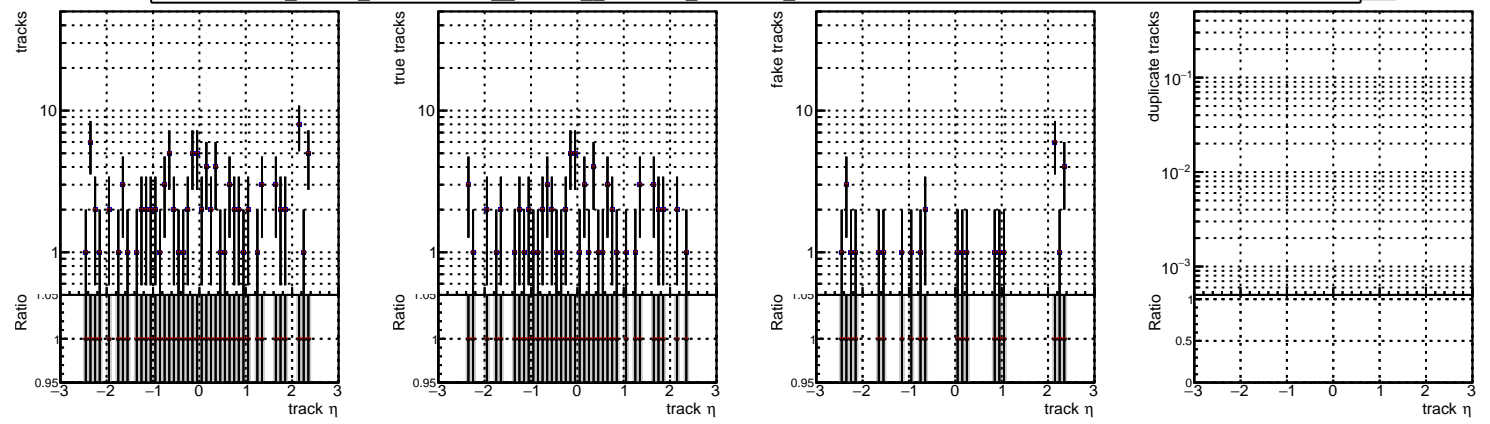 tracks
10
1
1.05
Ratio
1
0.95
−3 −2 −1 0 1 2 3
track η
true tracks
10
1
1.05
Ratio
1
0.95
−3 −2 −1 0 1 2 3
track η
fake tracks
10
1
1.05
Ratio
1
0.95
−3 −2 −1 0 1 2 3
track η
duplicate tracks
10−1
10−2
10−3
Ratio
1
0.5
0
−3 −2 −1 0 1 2 3
track η